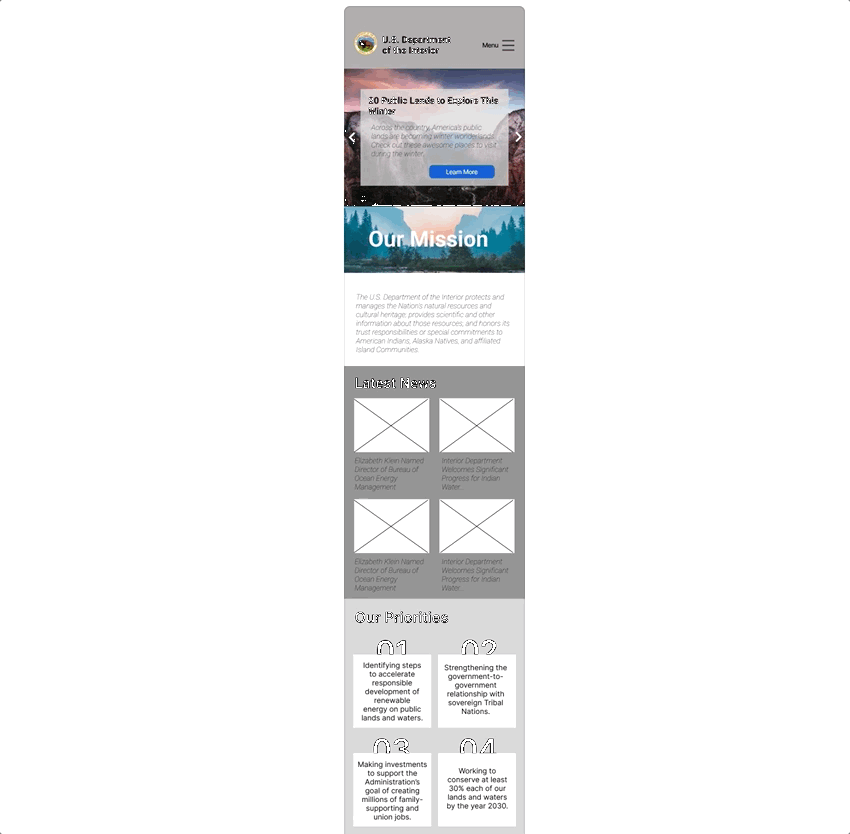 U.S. Department
of the Interior
Menu
20 Public Lands to Explore This
Winter
Across the country, America's public
lands are becoming winter wonderlands.
Check out these awesome places to visit
during the winter.
Learn More
Our Mission
The U.S. Department of the Interior protects and
manages the Nation's natural resources and
cultural heritage, provides scientific and other
information about those resources, and honors its
trust responsibilities or special commitments to
American Indians, Alaska Natives, and affiliated
Island Communities.
Latest News
Elizabeth Klein Named
Director of Bureau of
Ocean Energy
Management
Interior Department
Welcomes Significant
Progress for Indian
Water...
Elizabeth Klein Named
Director of Bureau of
Ocean Energy
Management
Interior Department
Welcomes Significant
Progress for Indian
Water...
Our Priorities
01
Identifying steps
to accelerate
responsible
development of
renewable
energy on public
lands and waters.
02
Strengthening the
government-to-
government
relationship with
sovereign Tribal
Nations.
03
Making investments
to support the
Administration's
goal of creating
millions of family-
supporting and
union jobs.
04
Working to
conserve at least
30% each of our
lands and waters
by the year 2030.